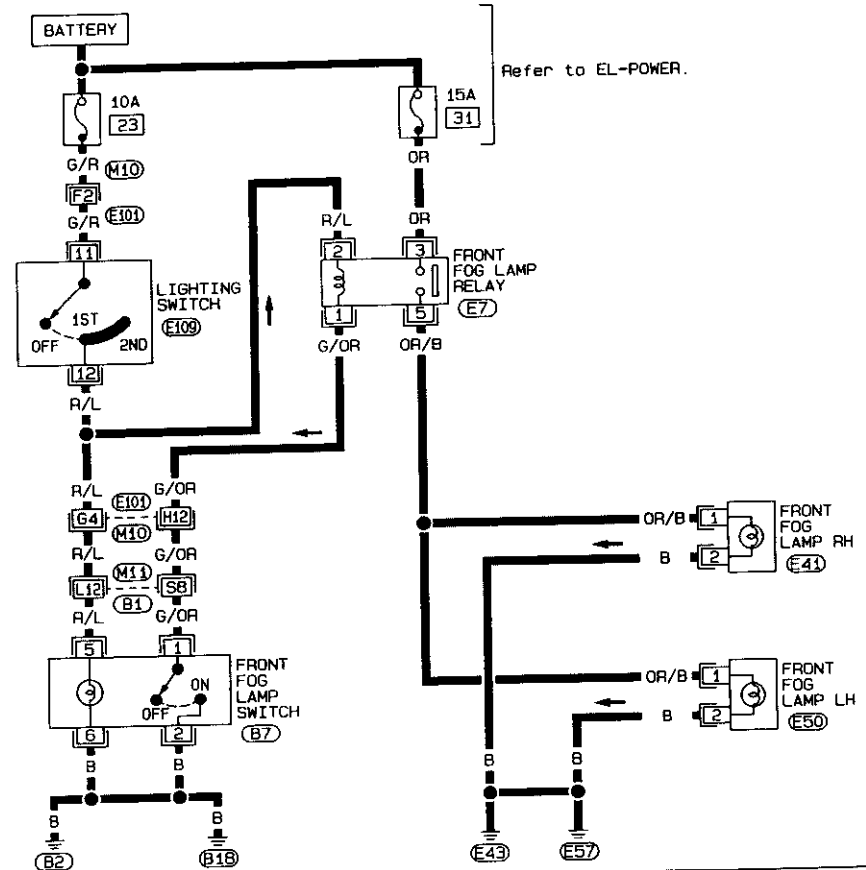 BATTERY
Refer to EL-POWER.
10A
23
15A
31
G/R
M10
OR
F2
E101
G/R
R/L
OR
11
2
3
FRONT
FOG LAMP
RELAY
E7
LIGHTING
SWITCH
E109
1ST
OFF
2ND
1
5
G/OR
OR/B
12
R/L
R/L
G/OR
E101
G4
H12
M10
R/L
G/OR
M11
L12
S8
B1
R/L
G/OR
OR/B
1
FRONT
FOG
LAMP RH
E41
B
2
5
1
FRONT
FOG
LAMP
SWITCH
B7
ON
OFF
6
2
B
B
OR/B
1
FRONT
FOG
LAMP LH
E50
B
2
B
B
B
B
B2
B18
E43
E57